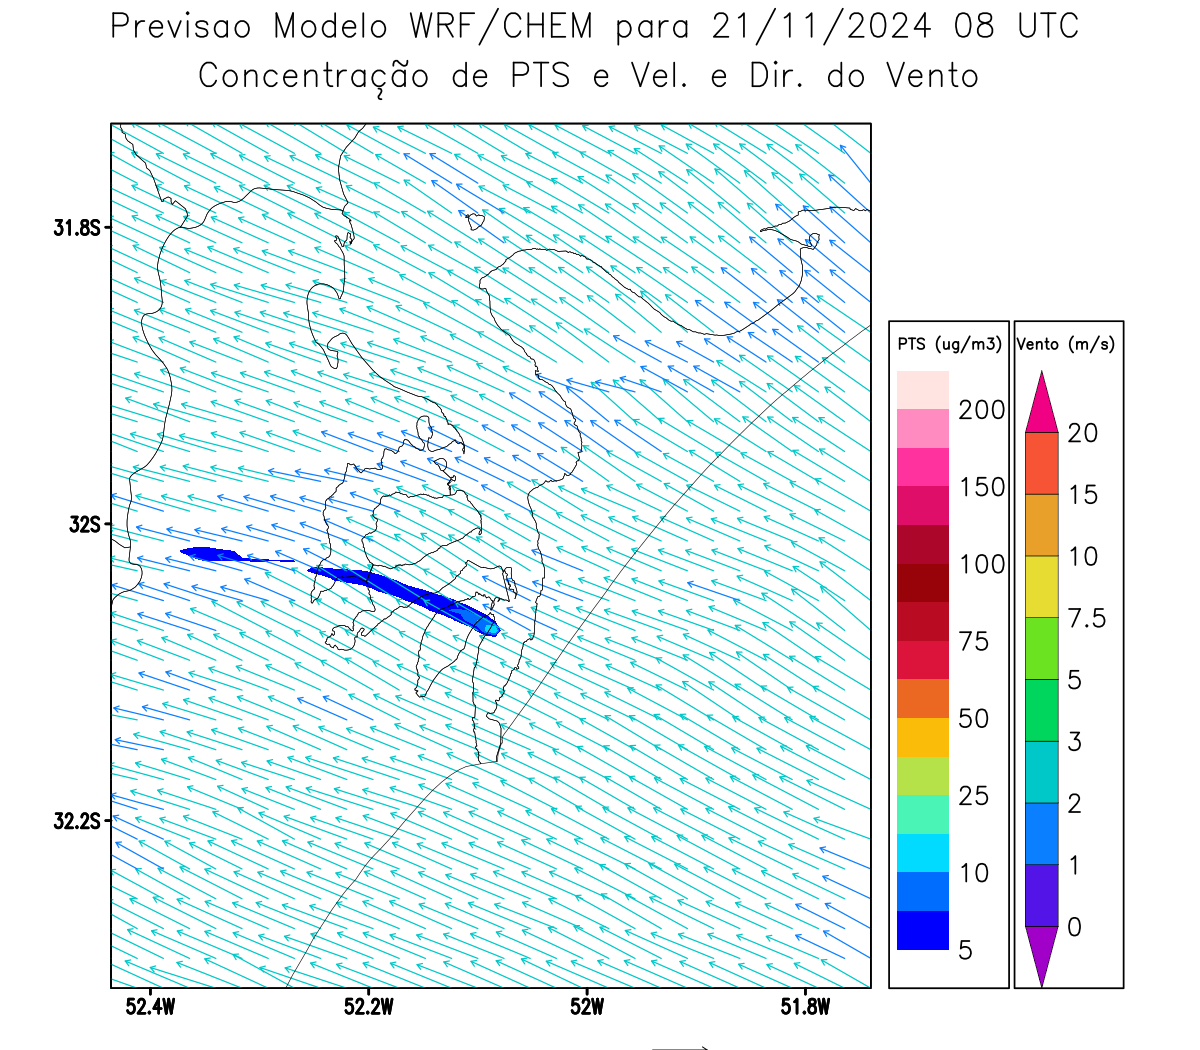 Previsao Modelo WRF/CHEM para 21/11/2024 08 UTC
Concentração de PTS e Vel. e Dir. do Vento
31.8S
32S
32.2S
52.4W
52.2W
52W
51.8W
PTS (ug/m3)
200
150
100
75
50
25
10
5
Vento (m/s)
20
15
10
7.5
5
3
2
1
0